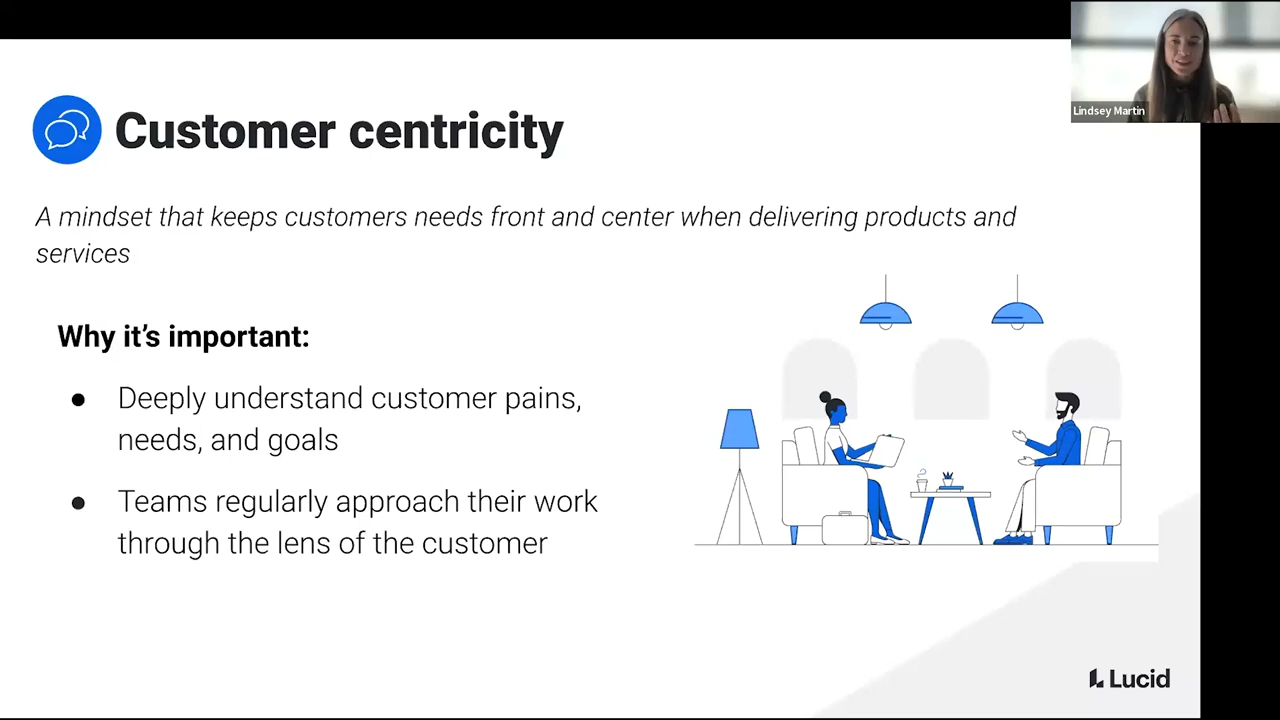 Lindsey Martin
Customer centricity
A mindset that keeps customers needs front and center when delivering products and
services
Why it's important:
● Deeply understand customer pains,
needs, and goals
● Teams regularly approach their work
through the lens of the customer
Lucid